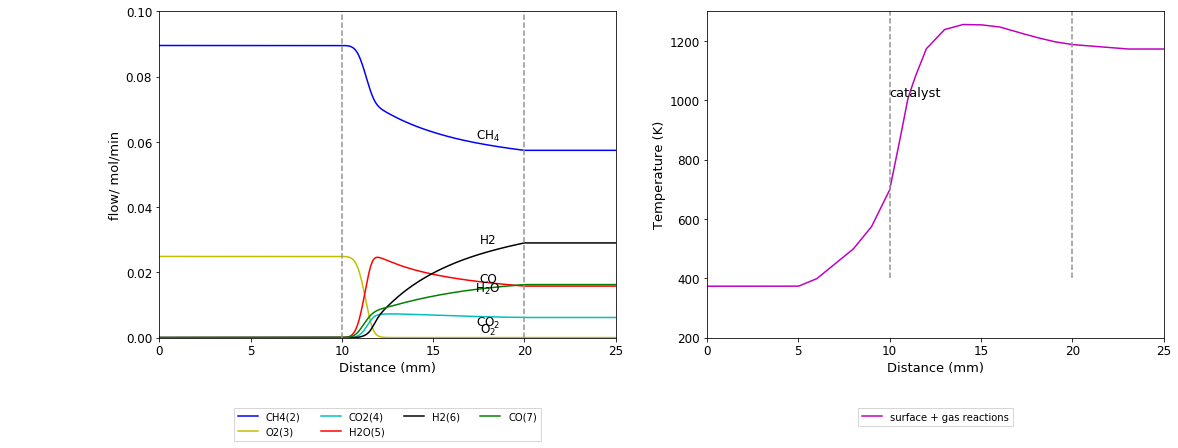 0.10
0.08
0.06
0.04
0.02
0.00
flow/ mol/min
CH4
H2
CO
H2O
CO2
O2
0 5 10 15 20 25
Distance (mm)
CH4(2) CO2(4) H2(6) CO(7)
O2(3) H2O(5)
1200
1000
800
600
400
200
Temperature (K)
catalyst
0 5 10 15 20 25
Distance (mm)
surface + gas reactions